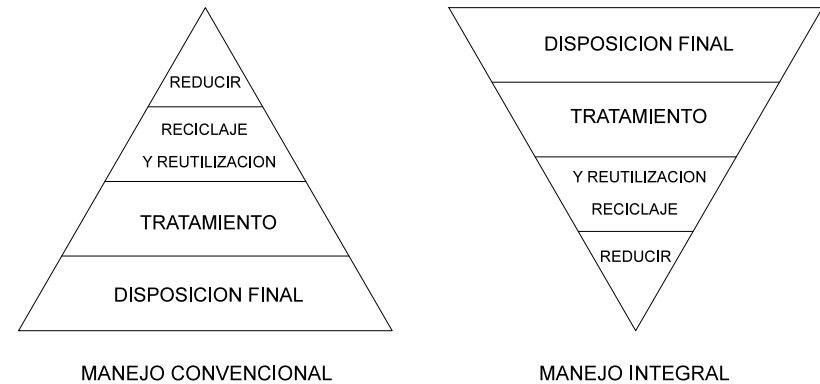 REDUCIR
RECICLAJE
Y REUTILIZACION
TRATAMIENTO
DISPOSICION FINAL
MANEJO CONVENCIONAL
DISPOSICION FINAL
TRATAMIENTO
Y REUTILIZACION
RECICLAJE
REDUCIR
MANEJO INTEGRAL